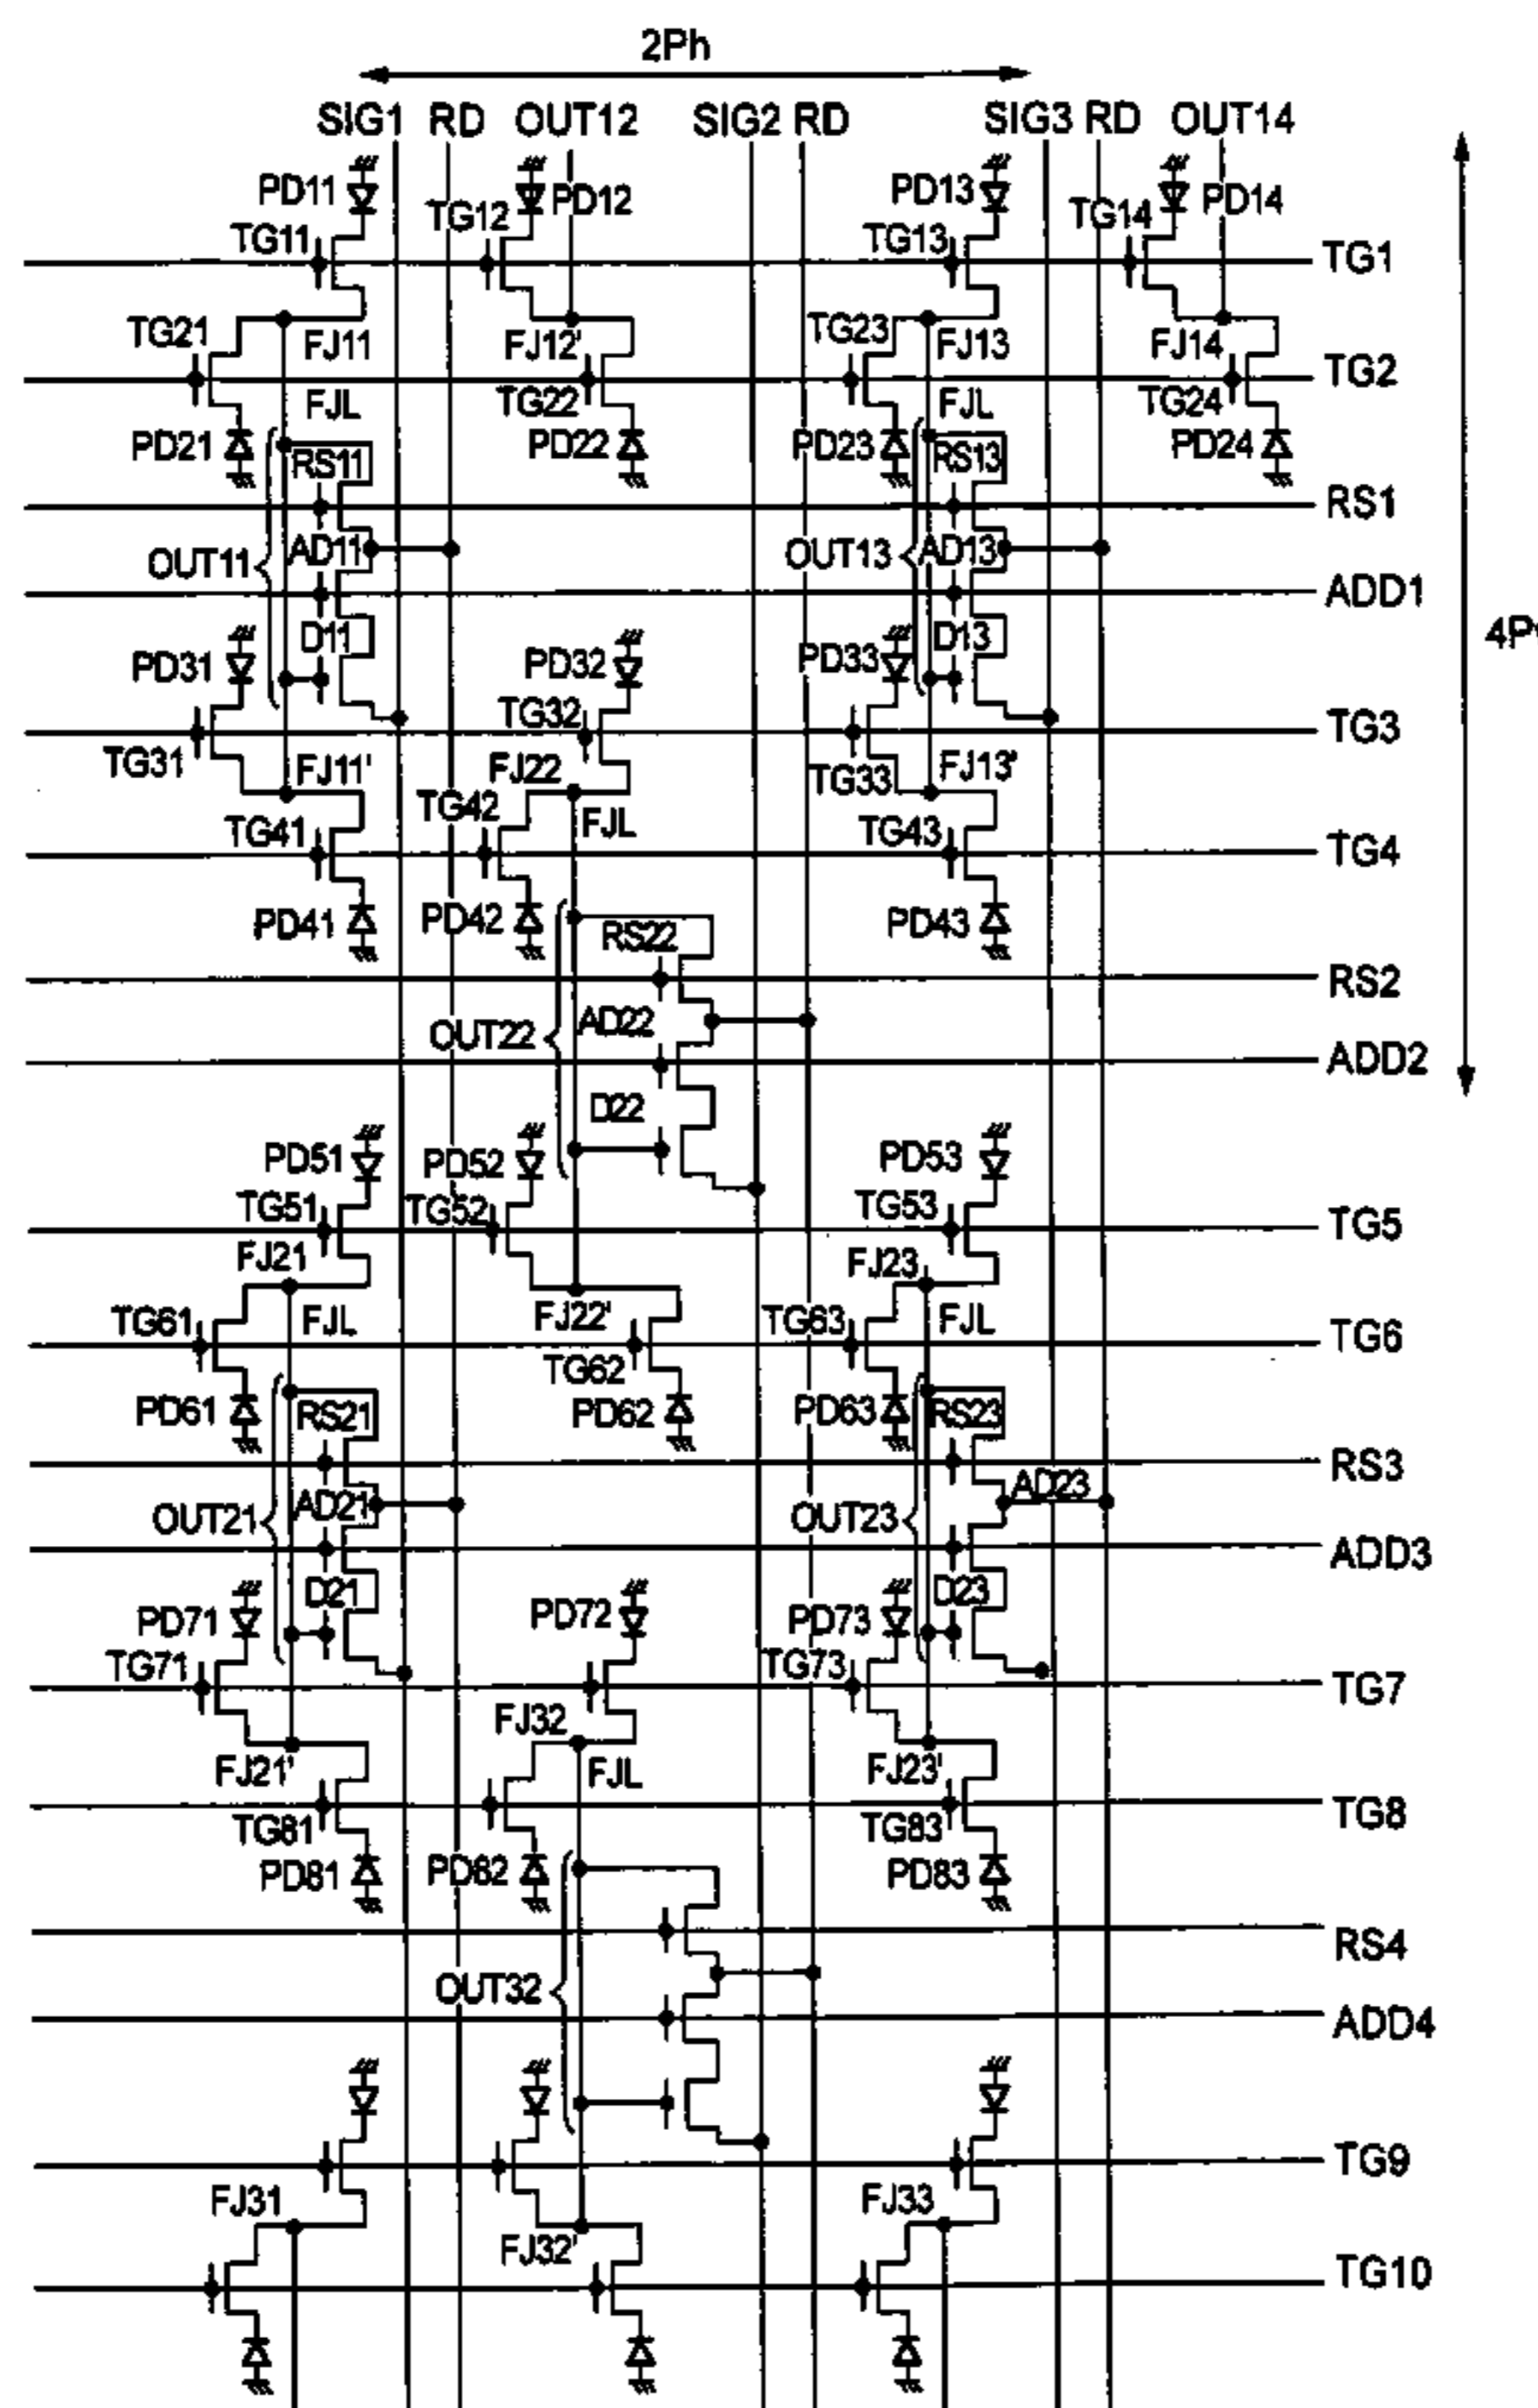 2Ph
SIG1 RD OUT12 SIG2 RD SIG3 RD OUT14
PD11 TG12 PD12 PD13 TG14 PD14
TG11 TG13 TG1
TG21 FJ11 FJ12' TG23 FJ13 FJ14
TG22 TG24 TG2
FJL FJL
PD21 PD22 PD23 PD24
RS11 RS13 RS1
OUT11 AD11 OUT13 AD13
ADD1
D11 D13 4P
PD31 PD32 PD33
TG32 TG3
TG31 FJ11' FJ22 TG33 FJ13'
TG41 TG42 FJL TG43 TG4
PD41 PD42 PD43
RS22 RS2
OUT22 AD22
ADD2
D22
PD51 PD52 PD53
TG51 TG52 TG53 TG5
FJ21 FJ23
TG61 FJL FJ22' TG63 FJL TG6
TG62
PD61 RS21 PD62 PD63 RS23
RS3
OUT21 AD21 OUT23 AD23
ADD3
D21 D23
PD71 PD72 PD73
TG71 TG73 TG7
FJ32
FJ21' FJL FJ23'
TG81 TG83 TG8
PD81 PD82 PD83
RS4
OUT32
ADD4
TG9
FJ31 FJ32' FJ33
TG10